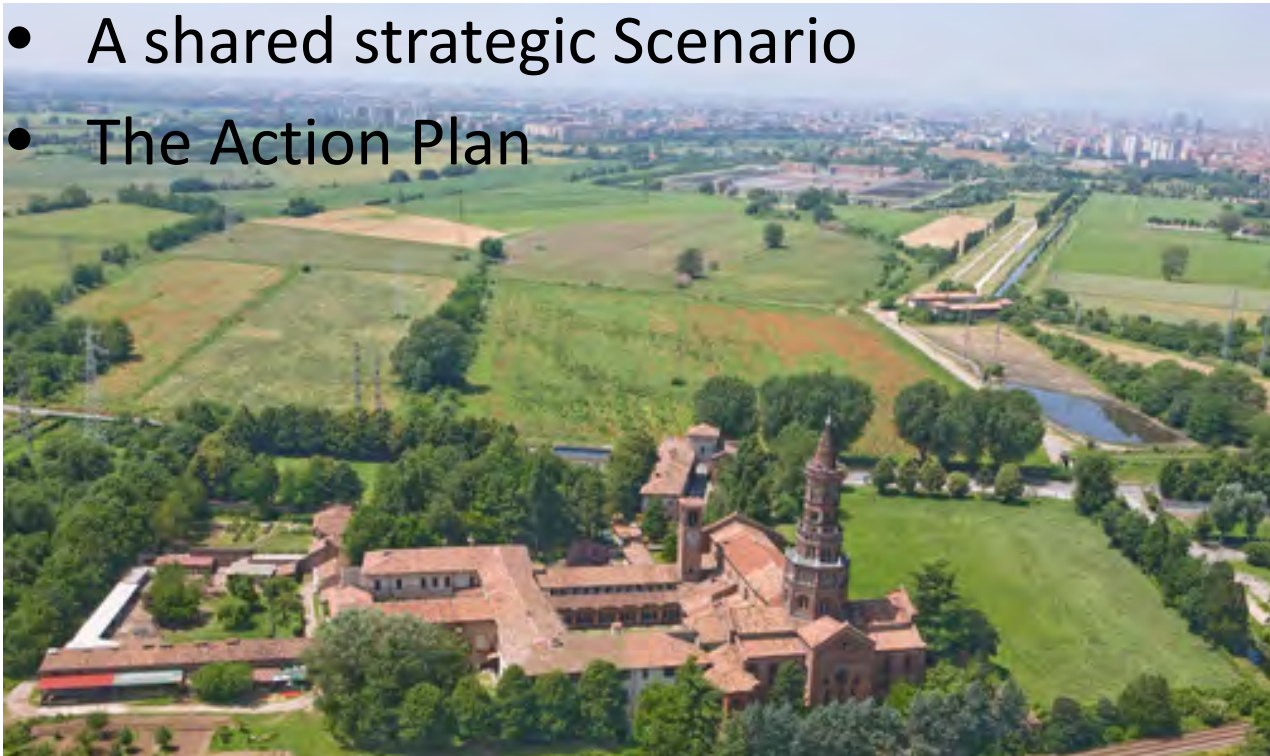 • A shared strategic Scenario
• The Action Plan